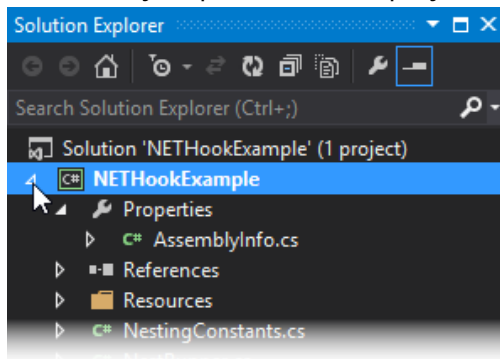 Solution Explorer
Search Solution Explorer (Ctrl+;)
Solution 'NETHookExample' (1 project)
C# NETHookExample
Properties
C# AssemblyInfo.cs
References
Resources
C# NestingConstants.cs